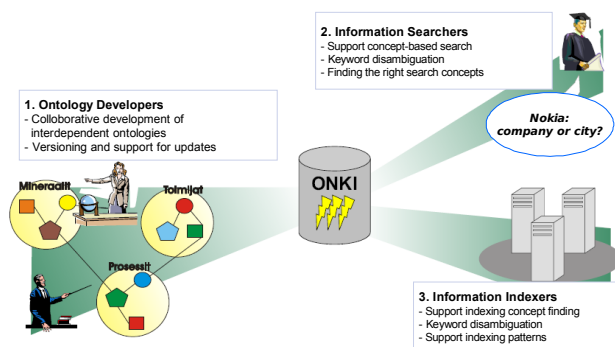 2. Information Searchers
- Support concept-based search
- Keyword disambiguation
- Finding the right search concepts
1. Ontology Developers
- Colloborative development of
interdependent ontologies
- Versioning and support for updates
Nokia:
company or city?
ONKI
Mineraalit
Toimijat
Prosessit
3. Information Indexers
- Support indexing concept finding
- Keyword disambiguation
- Support indexing patterns